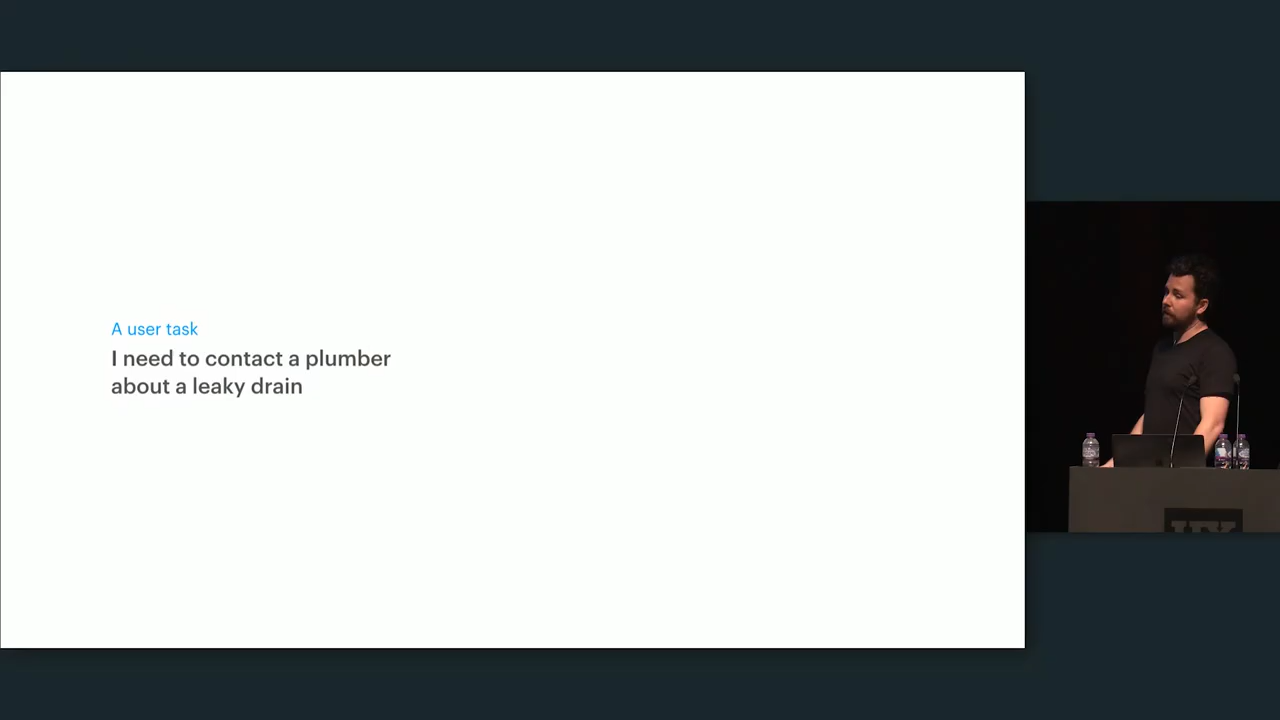 A user task
I need to contact a plumber
about a leaky drain